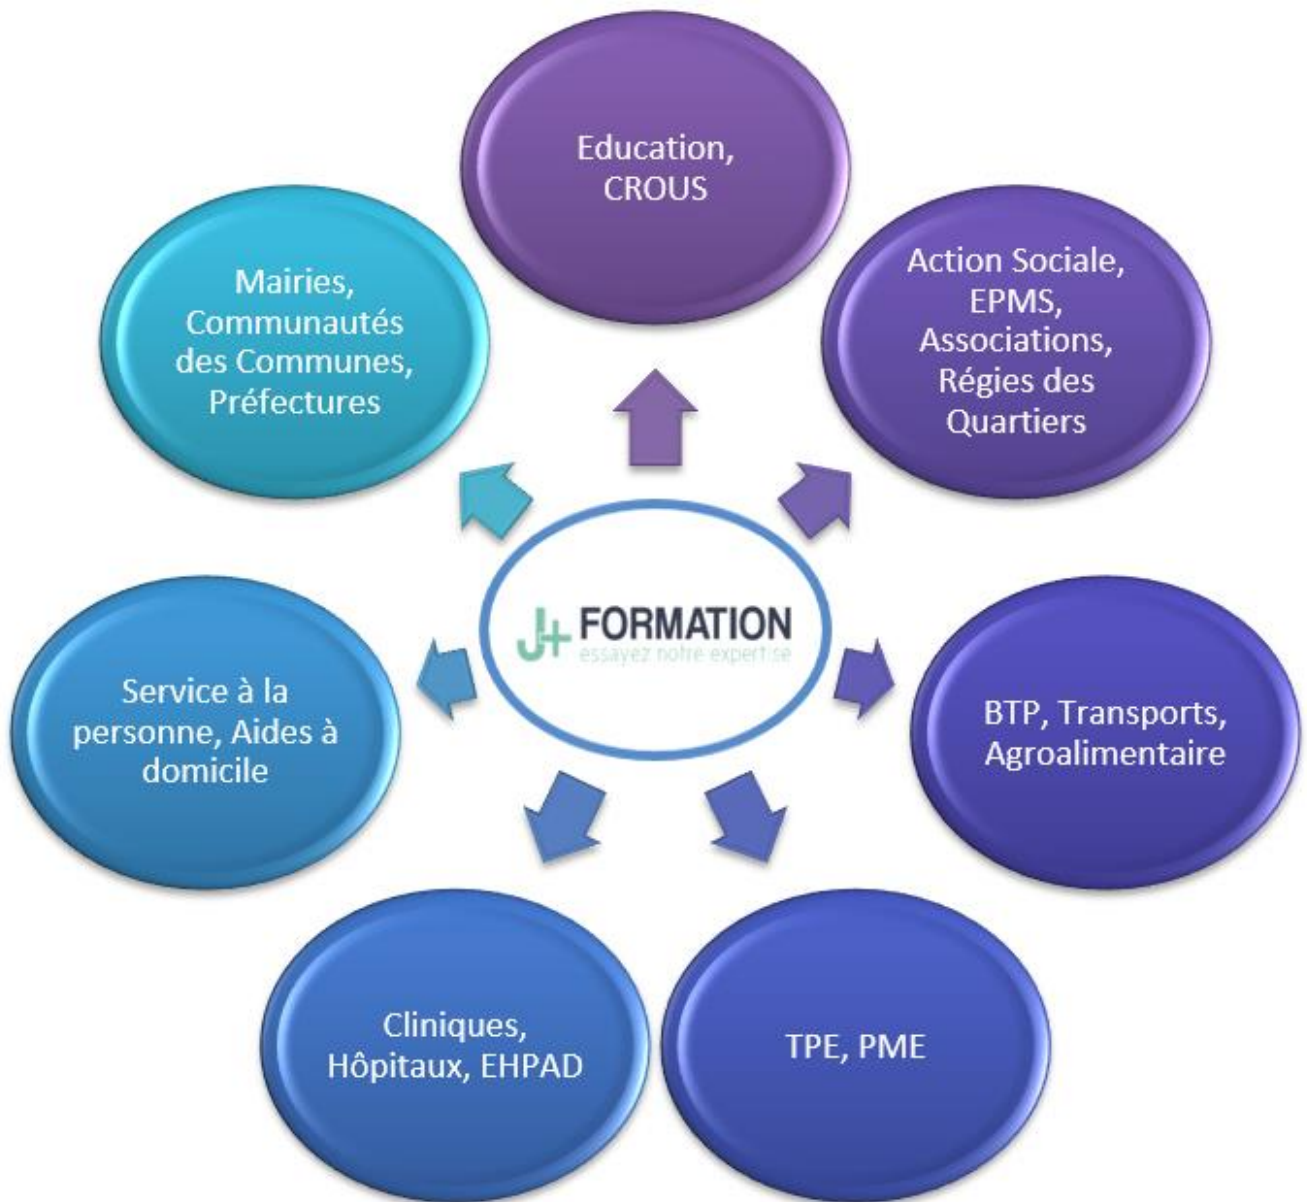 Education,
CROUS
Action Sociale,
EPMS,
Associations,
Régies des
Quartiers
BTP, Transports,
Agroalimentaire
TPE, PME
Cliniques,
Hôpitaux, EHPAD
Service à la
personne, Aides à
domicile
Mairies,
Communautés
des Communes,
Préfectures
J+ FORMATION
essayez notre expertise